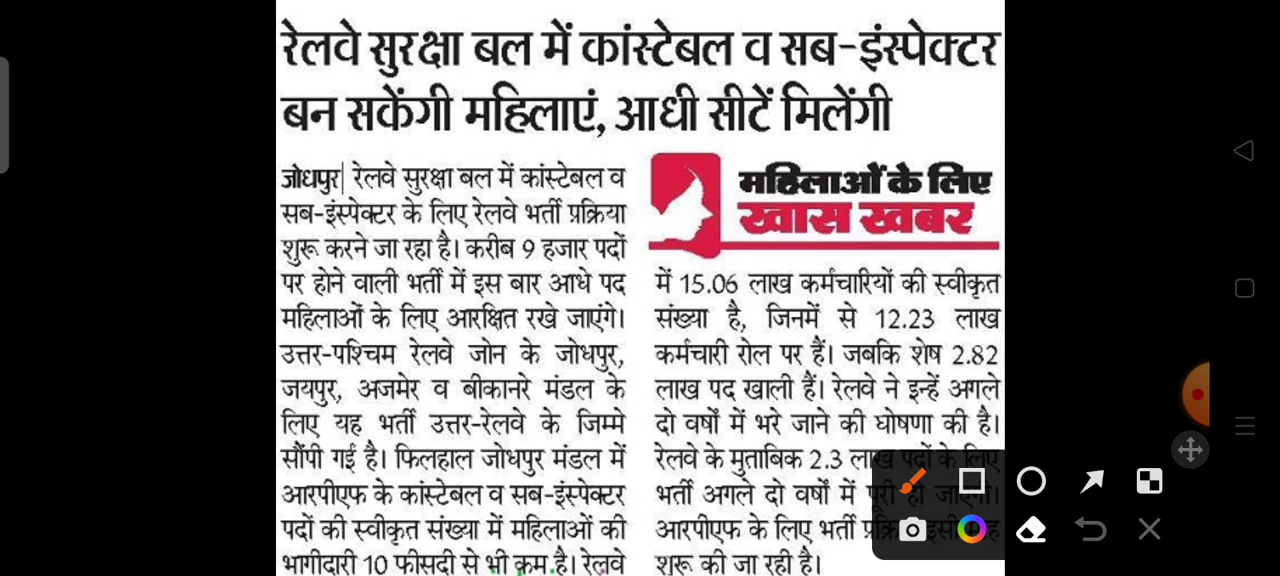 रेलवे सुरक्षा बल में कांस्टेबल व सब-इंस्पेक्टर
बन सकेंगी महिलाएं, आधी सीटें मिलेंगी
जोधपुर| रेलवे सुरक्षा बल में कांस्टेबल व
सब-इंस्पेक्टर के लिए रेलवे भर्ती प्रक्रिया
शुरू करने जा रहा है। करीब 9 हजार पदों
पर होने वाली भर्ती में इस बार आधे पद
महिलाओं के लिए आरक्षित रखे जाएंगे।
उत्तर-पश्चिम रेलवे जोन के जोधपुर,
जयपुर, अजमेर व बीकानरे मंडल के
लिए यह भर्ती उत्तर-रेलवे के जिम्मे
सौंपी गई है। फिलहाल जोधपुर मंडल में
आरपीएफ के कांस्टेबल व सब-इंस्पेक्टर
पदों की स्वीकृत संख्या में महिलाओं की
भागीदारी 10 फीसदी से भी कम है। रेलवे
महिलाओं के लिए
खास खबर
में 15.06 लाख कर्मचारियों की स्वीकृत
संख्या है, जिनमें से 12.23 लाख
कर्मचारी रोल पर हैं। जबकि शेष 2.82
लाख पद खाली हैं। रेलवे ने इन्हें अगले
दो वर्षों में भरे जाने की घोषणा की है।
रेलवे के मुताबिक 2.3 लाख पदों के लिए
भर्ती अगले दो वर्षों में पूरी हो जाएगी।
आरपीएफ के लिए भर्ती प्रक्रिया इसी माह
शुरू की जा रही है।